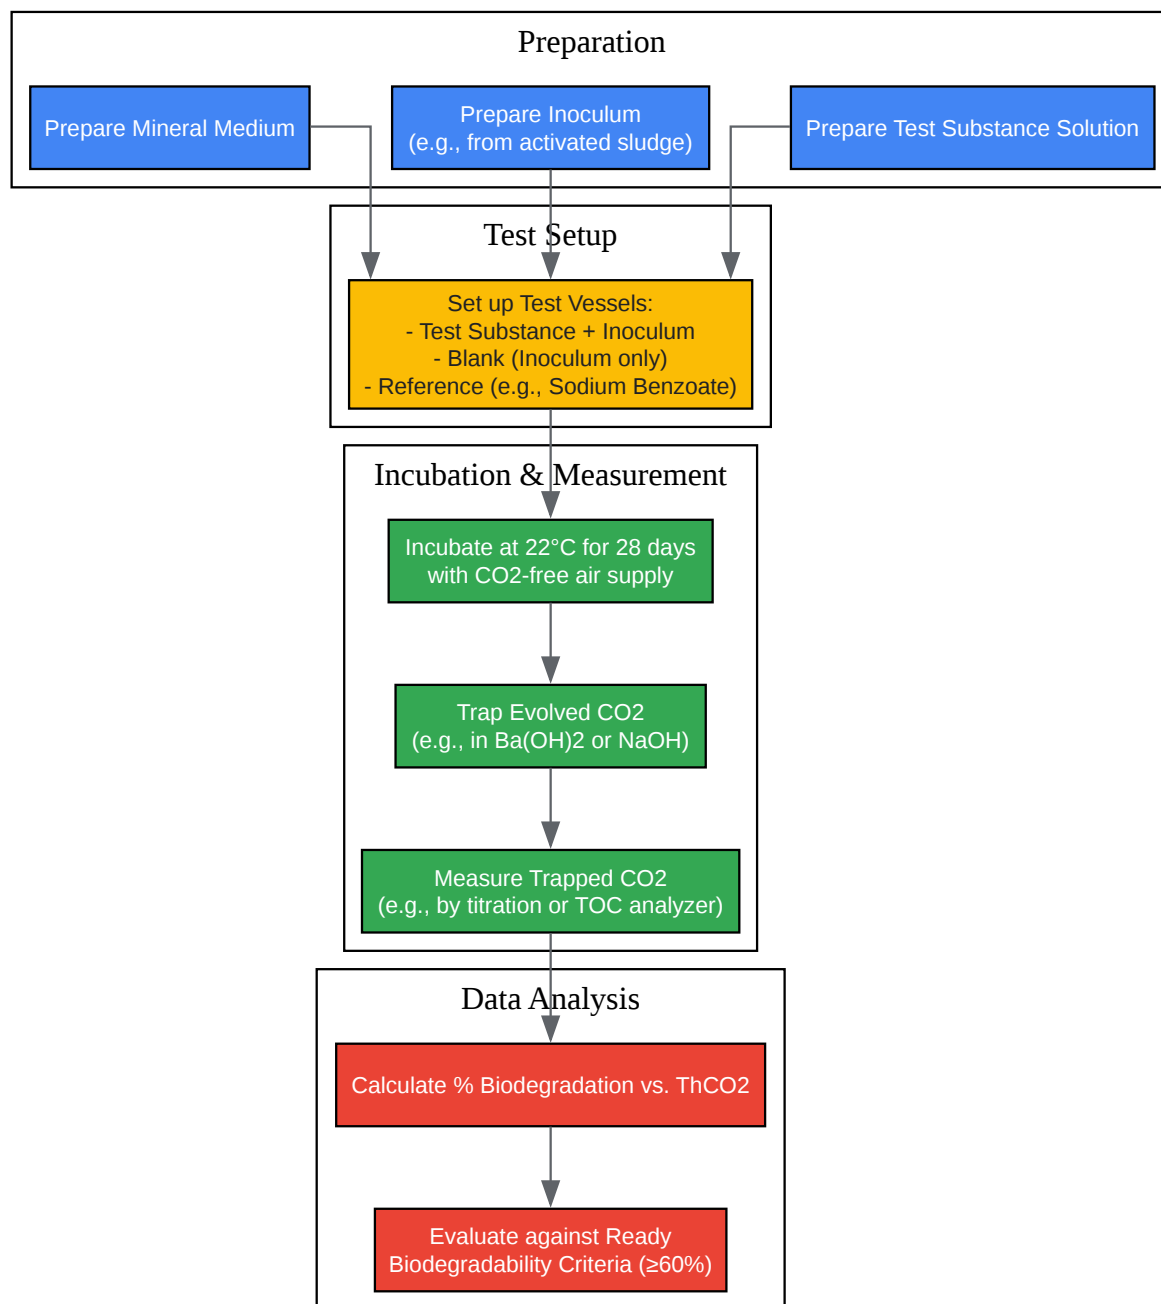 Preparation
Prepare Mineral Medium
Prepare Inoculum
(e.g., from activated sludge)
Prepare Test Substance Solution
Test Setup
Set up Test Vessels:
- Test Substance + Inoculum
- Blank (Inoculum only)
- Reference (e.g., Sodium Benzoate)
Incubation & Measurement
Incubate at 22°C for 28 days
with CO2-free air supply
Trap Evolved CO2
(e.g., in Ba(OH)2 or NaOH)
Measure Trapped CO2
(e.g., by titration or TOC analyzer)
Data Analysis
Calculate % Biodegradation vs. ThCO2
Evaluate against Ready
Biodegradability Criteria (≥60%)